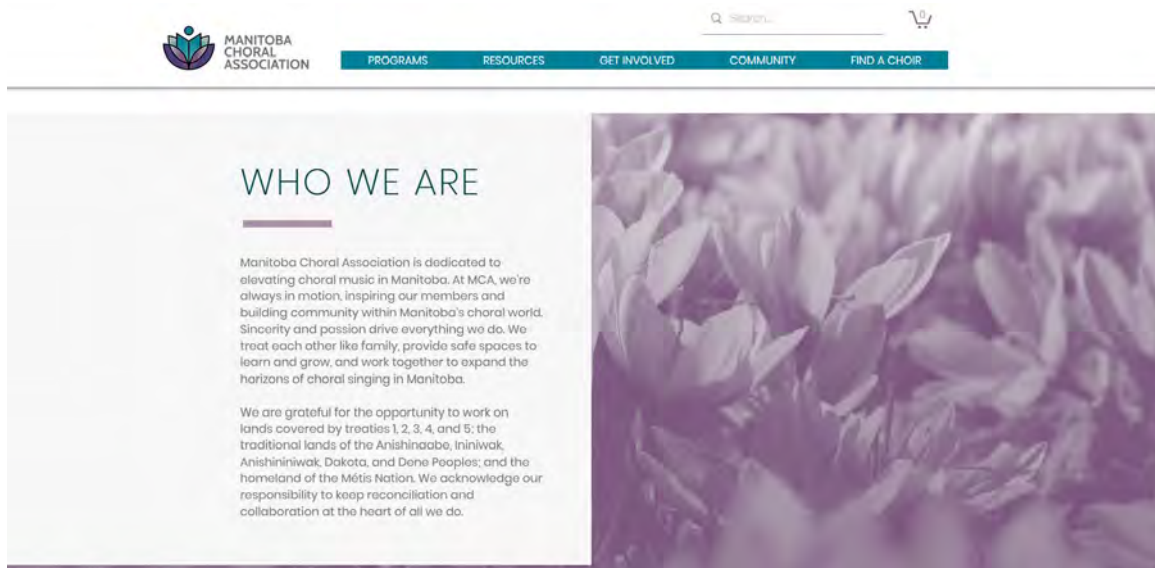 MANITOBA
CHORAL
ASSOCIATION
Search...
0
PROGRAMS RESOURCES GET INVOLVED COMMUNITY FIND A CHOIR
WHO WE ARE
Manitoba Choral Association is dedicated to
elevating choral music in Manitoba. At MCA, we're
always in motion, inspiring our members and
building community within Manitoba's choral world.
Sincerity and passion drive everything we do. We
treat each other like family, provide safe spaces to
learn and grow, and work together to expand the
horizons of choral singing in Manitoba.
We are grateful for the opportunity to work on
lands covered by treaties 1, 2, 3, 4, and 5; the
traditional lands of the Anishinaabe, Ininiwak,
Anishininiwak, Dakota, and Dene Peoples; and the
homeland of the Métis Nation. We acknowledge our
responsibility to keep reconciliation and
collaboration at the heart of all we do.